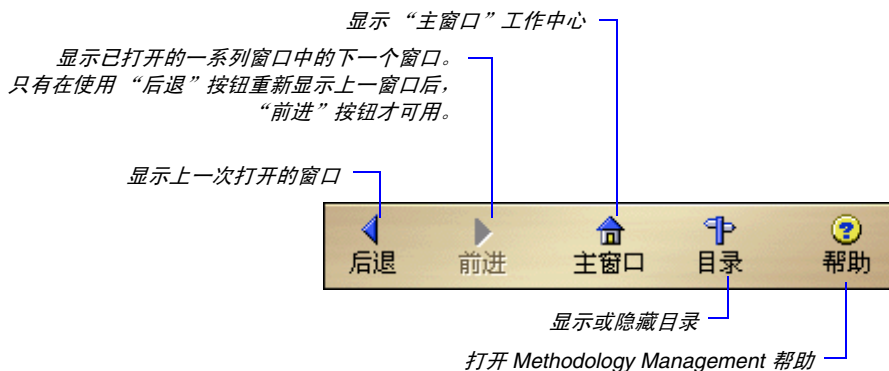 显示 “主窗口”工作中心
显示已打开的一系列窗口中的下一个窗口。
只有在使用 “后退”按钮重新显示上一窗口后，
“前进”按钮才可用。
显示上一次打开的窗口
后退 前进 主窗口 目录 帮助
显示或隐藏目录
打开 Methodology Management 帮助